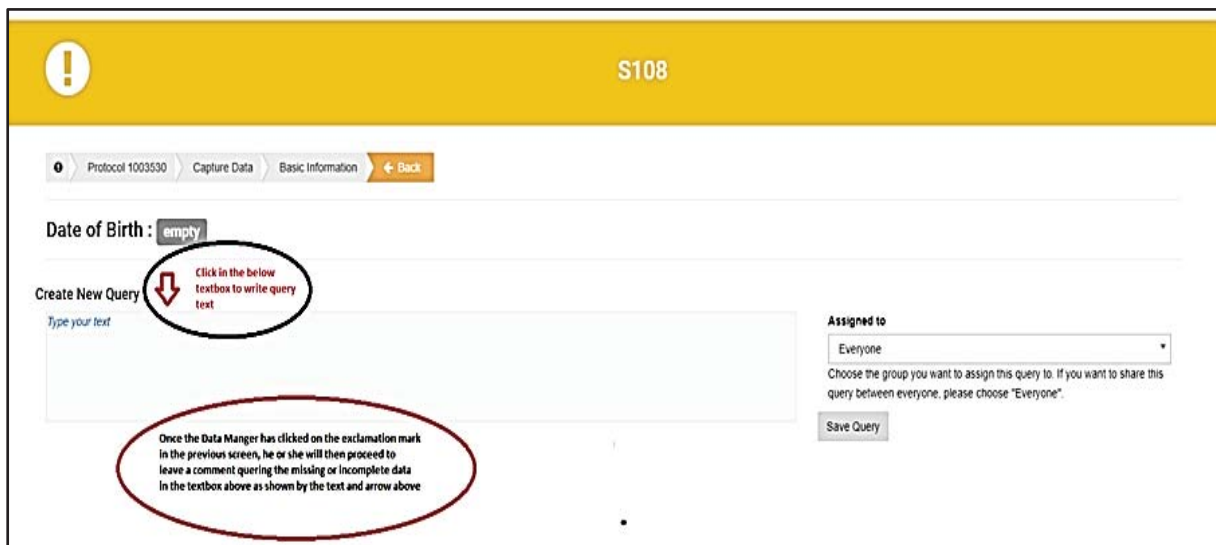 !
S108
Protocol 1003530 Capture Data Basic Information ← Back
Date of Birth : empty
Click in the below
textbox to write query
text
Create New Query
Type your text
Assigned to
Everyone
Choose the group you want to assign this query to. If you want to share this
query between everyone, please choose "Everyone".
Save Query
Once the Data Manger has clicked on the exclamation mark
in the previous screen, he or she will then proceed to
leave a comment quering the missing or incomplete data
in the textbox above as shown by the text and arrow above